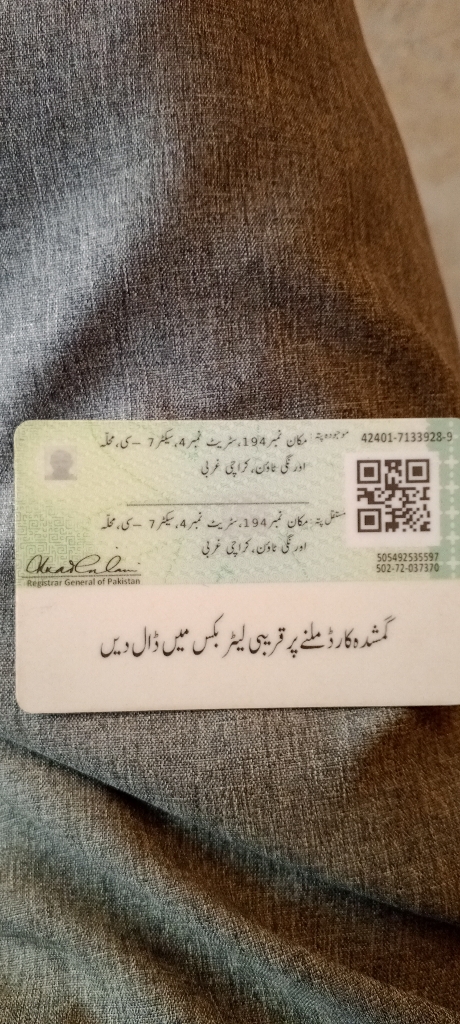 موجودہ پتہ: مکان نمبر 194، سٹریٹ نمبر 4، سیکٹر 7 – سی، محلہ
اورنگی ٹاؤن، کراچی غربی
42401-7133928-9
مستقل پتہ: مکان نمبر 194، سٹریٹ نمبر 4، سیکٹر 7 – سی، محلہ
اورنگی ٹاؤن، کراچی غربی
505492535597
502-72-037370
Registrar General of Pakistan
گمشدہ کارڈ ملنے پر قریبی لیٹر بکس میں ڈال دیں